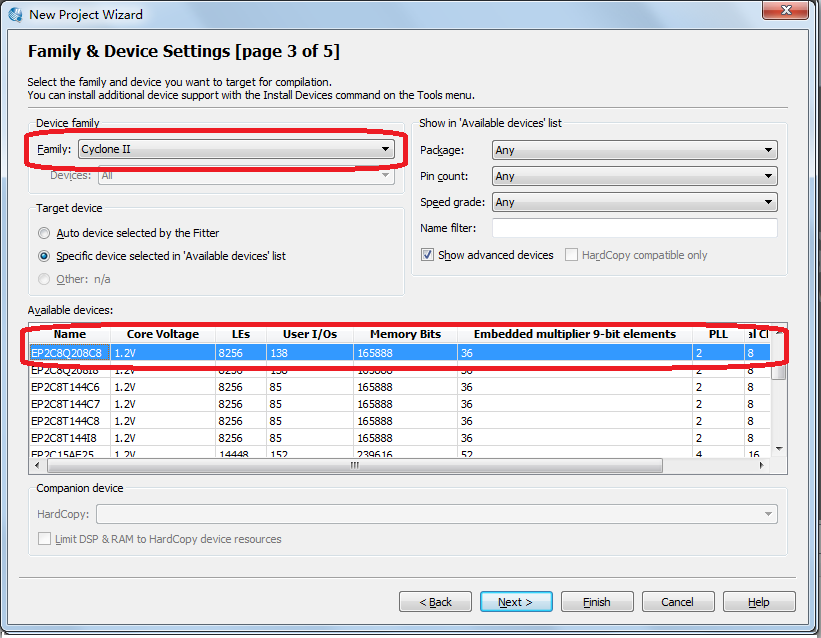 New Project Wizard
Family & Device Settings [page 3 of 5]
Select the family and device you want to target for compilation.
You can install additional device support with the Install Devices command on the Tools menu.
Device family
Family: Cyclone II
Devices: All
Target device
Auto device selected by the Fitter
Specific device selected in 'Available devices' list
Other: n/a
Show in 'Available devices' list
Package: Any
Pin count: Any
Speed grade: Any
Name filter:
Show advanced devices HardCopy compatible only
Available devices:
Name Core Voltage LEs User I/Os Memory Bits Embedded multiplier 9-bit elements PLL al Cl
EP2C8Q208C8 1.2V 8256 138 165888 36 2 8
EP2C8Q208I8 1.2V 8256 138 165888 36 2 8
EP2C8T144C6 1.2V 8256 85 165888 36 2 8
EP2C8T144C7 1.2V 8256 85 165888 36 2 8
EP2C8T144C8 1.2V 8256 85 165888 36 2 8
EP2C8T144I8 1.2V 8256 85 165888 36 2 8
EP2C15AF25 1.2V 14448 152 239616 52 4 16
Companion device
HardCopy:
Limit DSP & RAM to HardCopy device resources
< Back Next > Finish Cancel Help